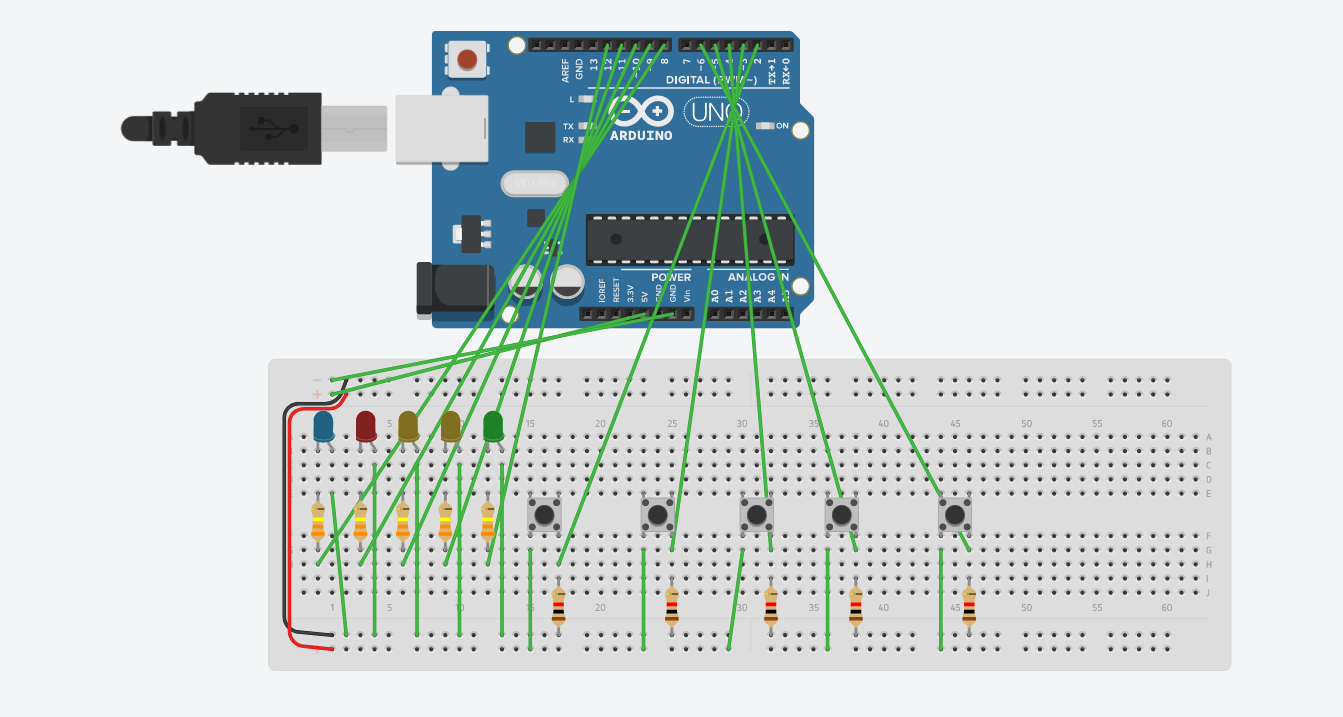 AREF
GND
13
12
11
~10
~9
8
7
~6
~5
4
~3
2
TX→1
RX←0
DIGITAL (PWM ~)
L
TX
RX
UNO
ON
ARDUINO
POWER
ANALOG IN
IOREF
RESET
3.3V
5V
GND
GND
Vin
A0
A1
A2
A3
A4
A5
5 10 15 20 25 30 35 40 45 50 55 60
A
B
C
D
E
F
G
H
I
J
1 5 10 15 20 25 30 35 40 45 50 55 60